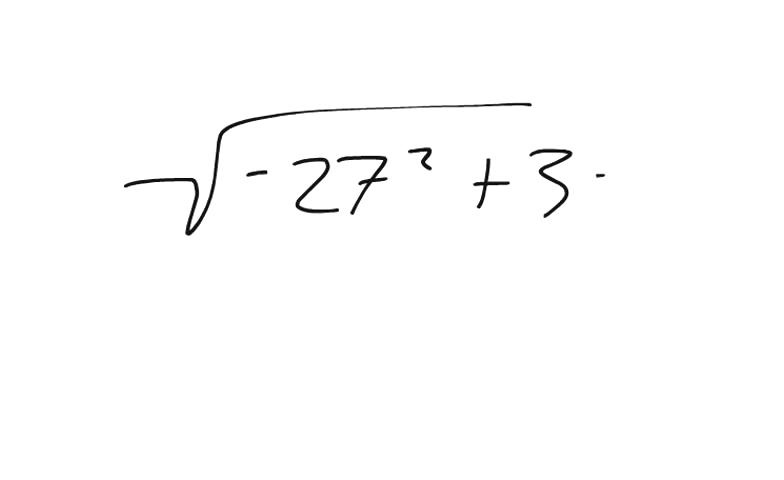 √-27² + 3 -